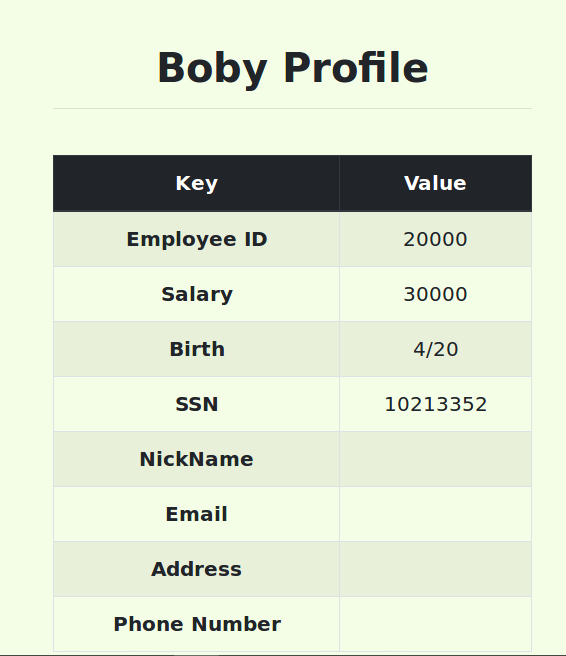 Boby Profile
Key Value
Employee ID 20000
Salary 30000
Birth 4/20
SSN 10213352
NickName
Email
Address
Phone Number